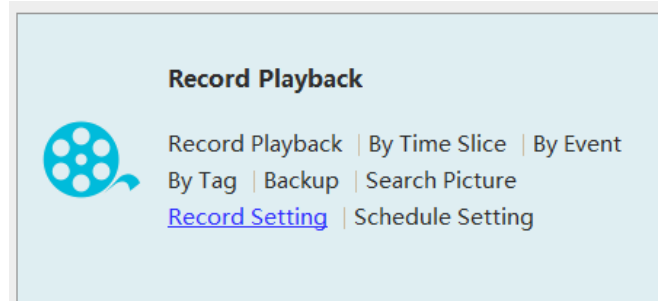 Record Playback
Record Playback | By Time Slice | By Event
By Tag | Backup | Search Picture
Record Setting | Schedule Setting